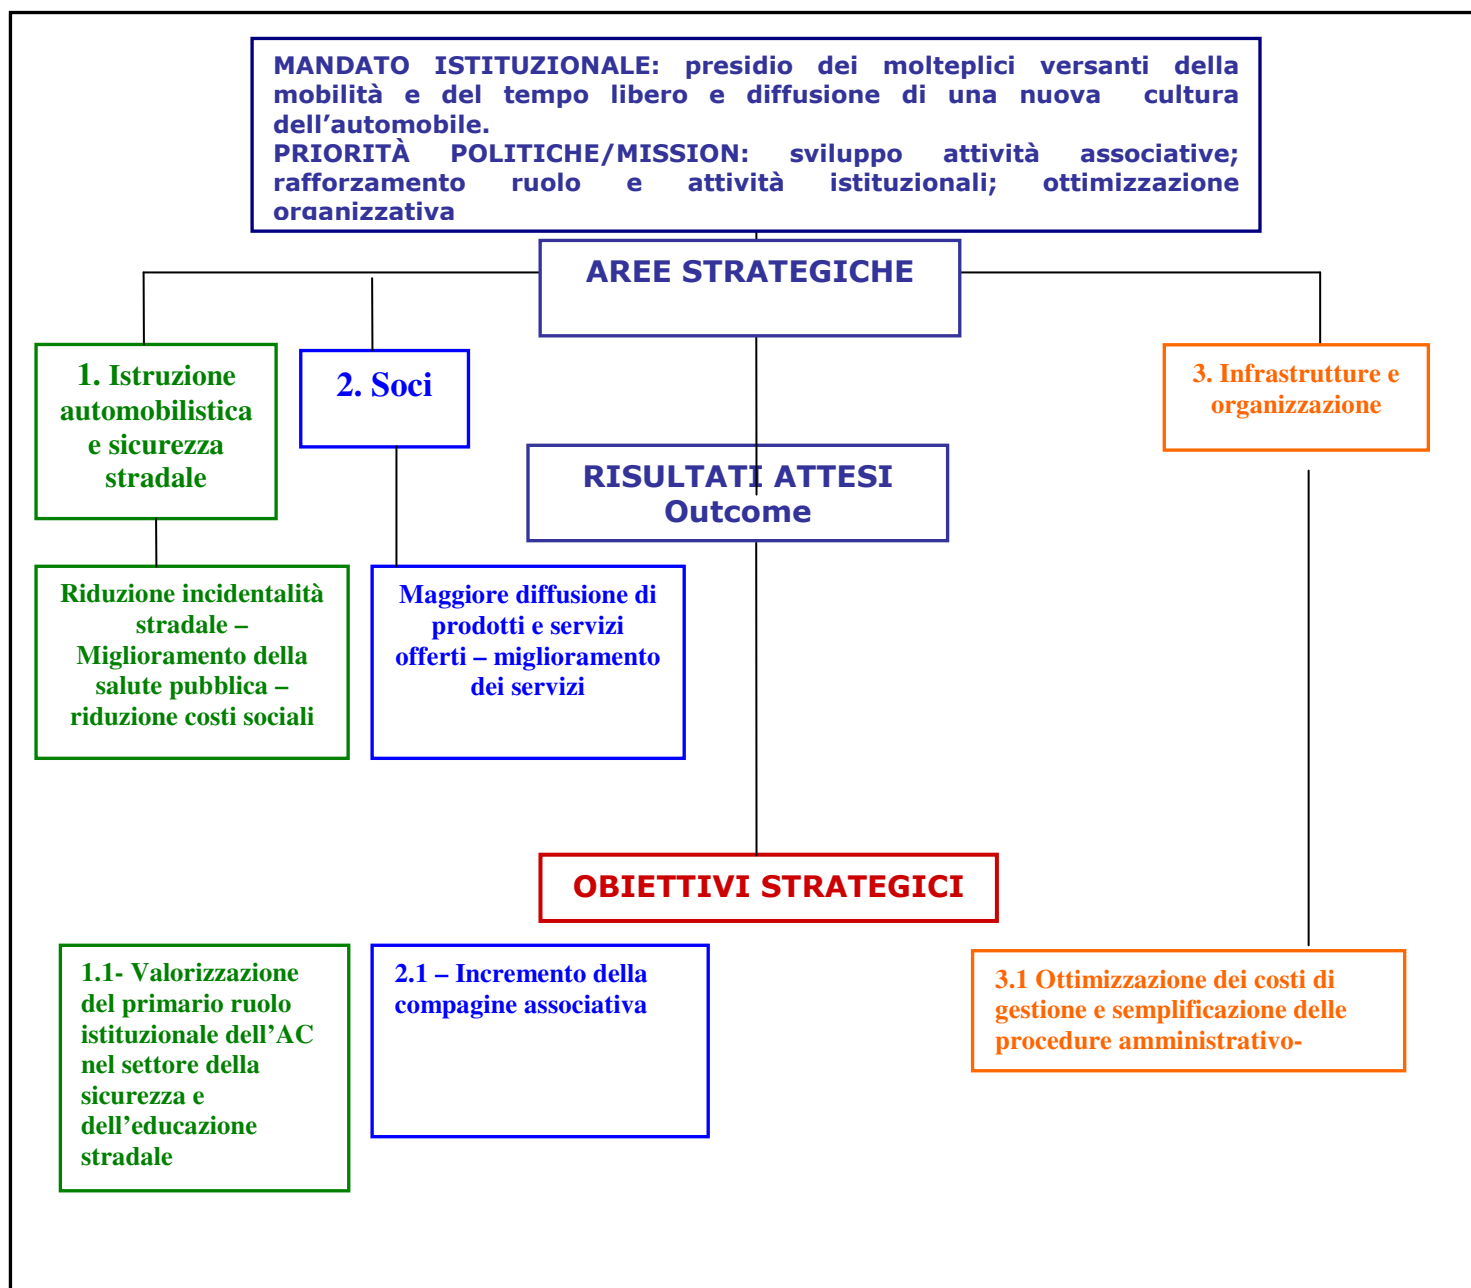 MANDATO ISTITUZIONALE: presidio dei molteplici versanti della
mobilità e del tempo libero e diffusione di una nuova cultura
dell’automobile.
PRIORITÀ POLITICHE/MISSION: sviluppo attività associative;
rafforzamento ruolo e attività istituzionali; ottimizzazione
organizzativa
AREE STRATEGICHE
1. Istruzione
automobilistica
e sicurezza
stradale
2. Soci
3. Infrastrutture e
organizzazione
RISULTATI ATTESI
Outcome
Riduzione incidentalità
stradale –
Miglioramento della
salute pubblica –
riduzione costi sociali
Maggiore diffusione di
prodotti e servizi
offerti – miglioramento
dei servizi
OBIETTIVI STRATEGICI
1.1- Valorizzazione
del primario ruolo
istituzionale dell’AC
nel settore della
sicurezza e
dell’educazione
stradale
2.1 – Incremento della
compagine associativa
3.1 Ottimizzazione dei costi di
gestione e semplificazione delle
procedure amministrativo-